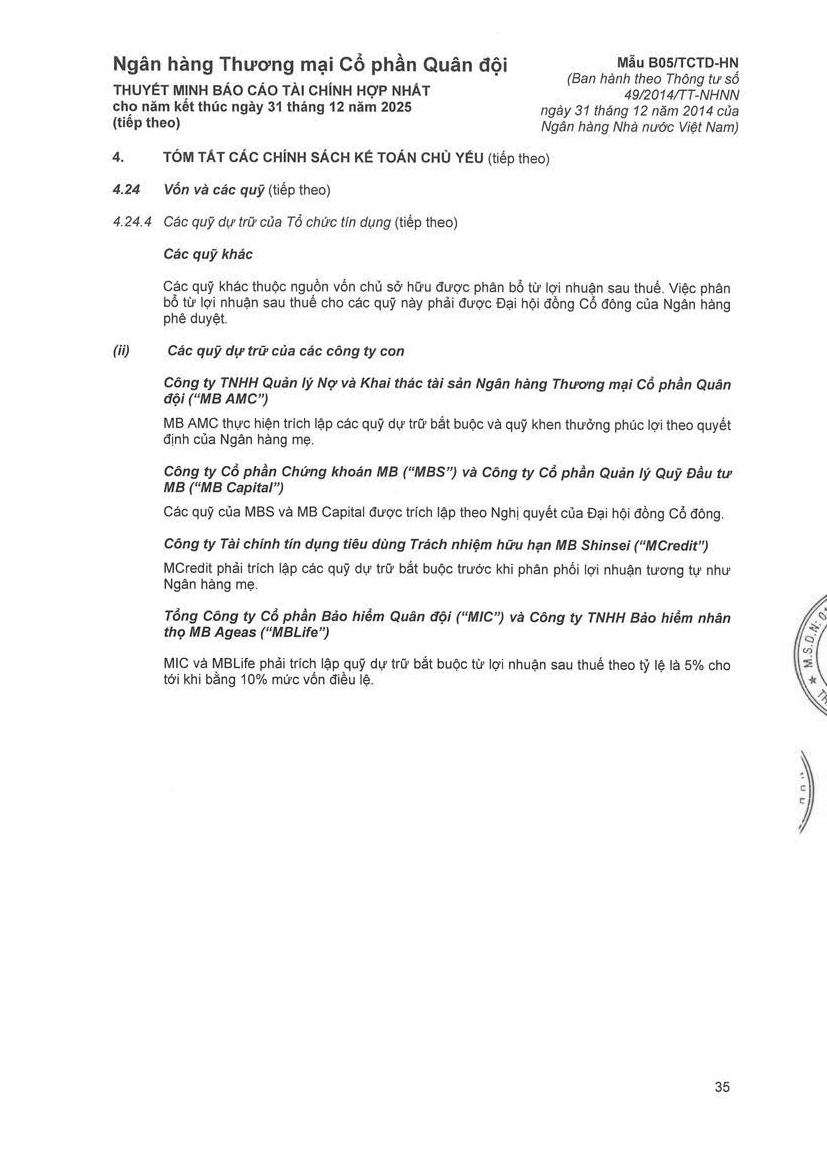 Ngân hàng Thương mại Cổ phần Quân đội
THUYẾT MINH BÁO CÁO TÀI CHÍNH HỢP NHẤT
cho năm kết thúc ngày 31 tháng 12 năm 2025
(tiếp theo)
Mẫu B05/TCTD-HN
(Ban hành theo Thông tư số
49/2014/TT-NHNN
ngày 31 tháng 12 năm 2014 của
Ngân hàng Nhà nước Việt Nam)
4. TÓM TẮT CÁC CHÍNH SÁCH KẾ TOÁN CHỦ YẾU (tiếp theo)
4.24 Vốn và các quỹ (tiếp theo)
4.24.4 Các quỹ dự trữ của Tổ chức tín dụng (tiếp theo)
Các quỹ khác
Các quỹ khác thuộc nguồn vốn chủ sở hữu được phân bổ từ lợi nhuận sau thuế. Việc phân
bổ từ lợi nhuận sau thuế cho các quỹ này phải được Đại hội đồng Cổ đông của Ngân hàng
phê duyệt.
(ii) Các quỹ dự trữ của các công ty con
Công ty TNHH Quản lý Nợ và Khai thác tài sản Ngân hàng Thương mại Cổ phần Quân
đội (“MB AMC”)
MB AMC thực hiện trích lập các quỹ dự trữ bắt buộc và quỹ khen thưởng phúc lợi theo quyết
định của Ngân hàng mẹ.
Công ty Cổ phần Chứng khoán MB (“MBS”) và Công ty Cổ phần Quản lý Quỹ Đầu tư
MB (“MB Capital”)
Các quỹ của MBS và MB Capital được trích lập theo Nghị quyết của Đại hội đồng Cổ đông.
Công ty Tài chính tín dụng tiêu dùng Trách nhiệm hữu hạn MB Shinsei (“MCredit”)
MCredit phải trích lập các quỹ dự trữ bắt buộc trước khi phân phối lợi nhuận tương tự như
Ngân hàng mẹ.
Tổng Công ty Cổ phần Bảo hiểm Quân đội (“MIC”) và Công ty TNHH Bảo hiểm nhân
thọ MB Ageas (“MBLife”)
MIC và MBLife phải trích lập quỹ dự trữ bắt buộc từ lợi nhuận sau thuế theo tỷ lệ là 5% cho
tới khi bằng 10% mức vốn điều lệ.
M.S.D.N:
35